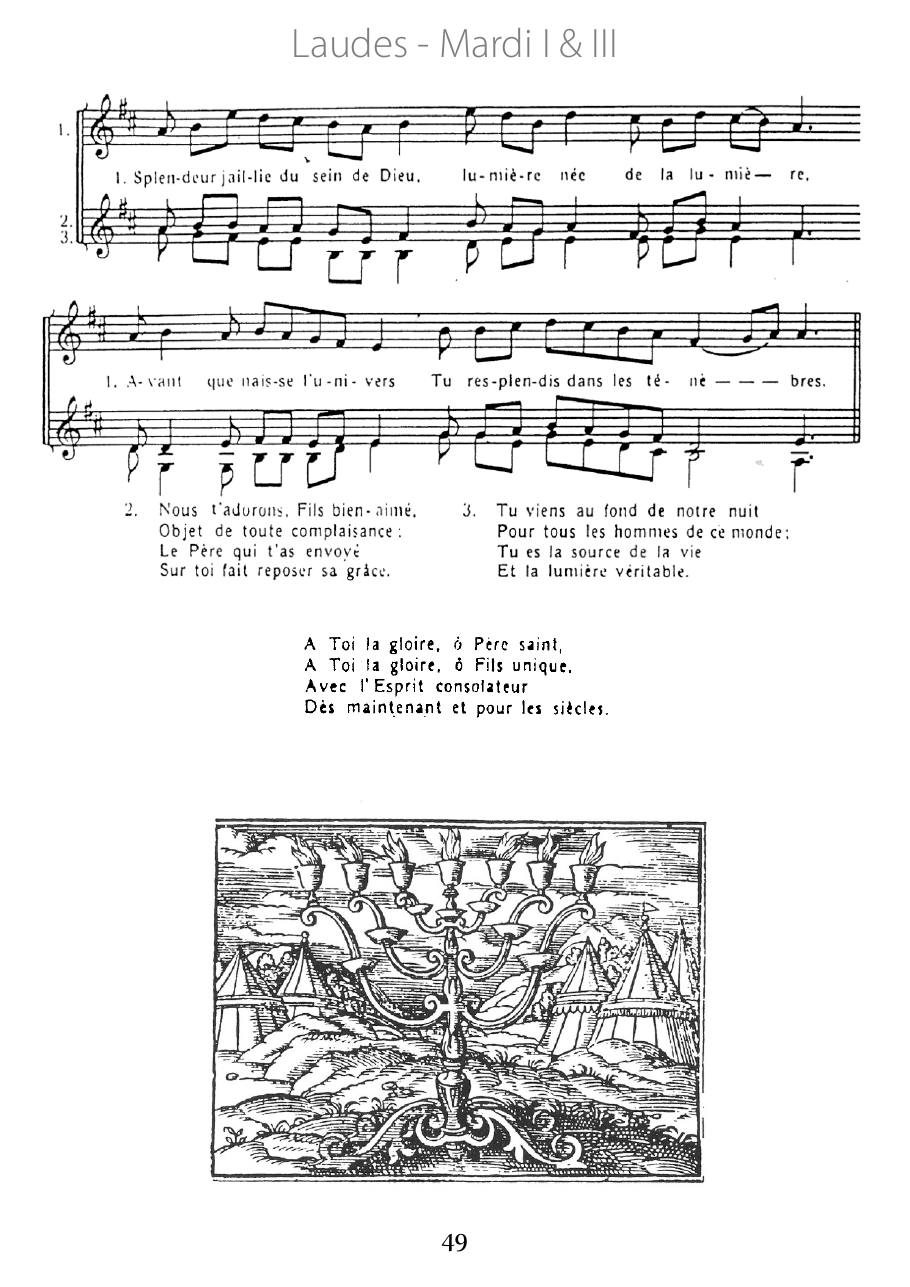 Laudes - Mardi I & III
1.
1. Splen-deur jail-lie du sein de Dieu, lu-miè-re née de la lu-miè— re,
2.
3.
1. A-vant que nais-se l'u-ni-vers Tu res-plen-dis dans les té- nè — — — bres.
2. Nous t'adorons, Fils bien-aimé,
Objet de toute complaisance;
Le Père qui t'as envoyé
Sur toi fait reposer sa grâce.
3. Tu viens au fond de notre nuit
Pour tous les hommes de ce monde;
Tu es la source de la vie
Et la lumière véritable.
A Toi la gloire, ô Père saint,
A Toi la gloire, ô Fils unique,
Avec l'Esprit consolateur
Dès maintenant et pour les siècles.
49